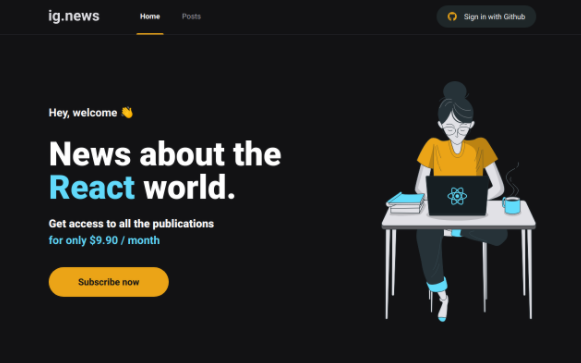 ig.news
Home
Posts
Sign in with Github
Hey, welcome 👏
News about the
React world.
Get access to all the publications
for only $9.90 / month
Subscribe now